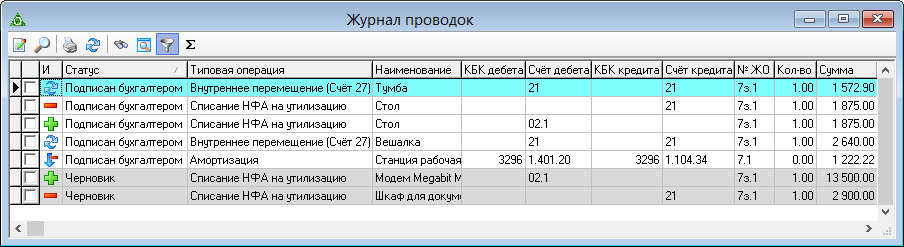 Журнал проводок
Σ
И Статус Типовая операция Наименование КБК дебета Счёт дебета КБК кредита Счёт кредита № ЖО Кол-во Сумма
Подписан бухгалтером Внутреннее перемещение (Счёт 27) Тумба 21 21 7з.1 1.00 1 572.90
Подписан бухгалтером Списание НФА на утилизацию Стол 21 7з.1 1.00 1 875.00
Подписан бухгалтером Списание НФА на утилизацию Стол 02.1 7з.1 1.00 1 875.00
Подписан бухгалтером Внутреннее перемещение (Счёт 27) Вешалка 21 21 7з.1 1.00 2 640.00
Подписан бухгалтером Амортизация Станция рабочая 3296 1.401.20 3296 1.104.34 7.1 0.00 1 222.22
Черновик Списание НФА на утилизацию Модем Megabit M 02.1 7з.1 1.00 13 500.00
Черновик Списание НФА на утилизацию Шкаф для докуме 21 7з.1 1.00 2 900.00